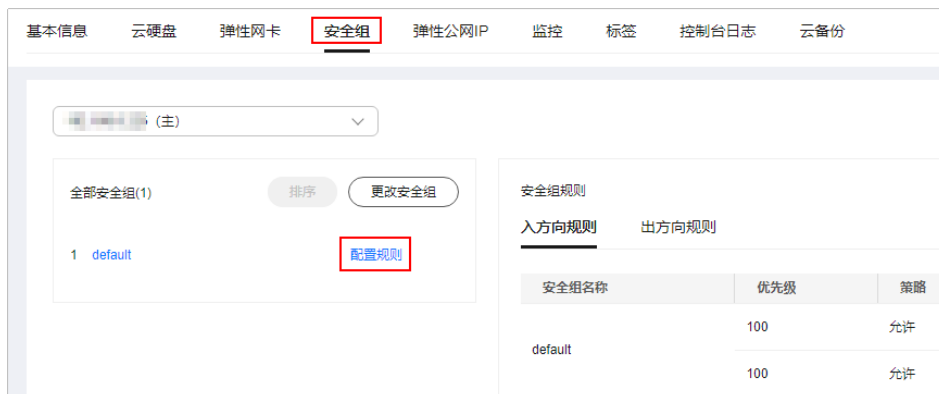 基本信息 云硬盘 弹性网卡 安全组 弹性公网IP 监控 标签 控制台日志 云备份
(主)
全部安全组(1) 排序 更改安全组
1 default 配置规则
安全组规则
入方向规则 出方向规则
安全组名称 优先级 策略
default
100 允许
100 允许